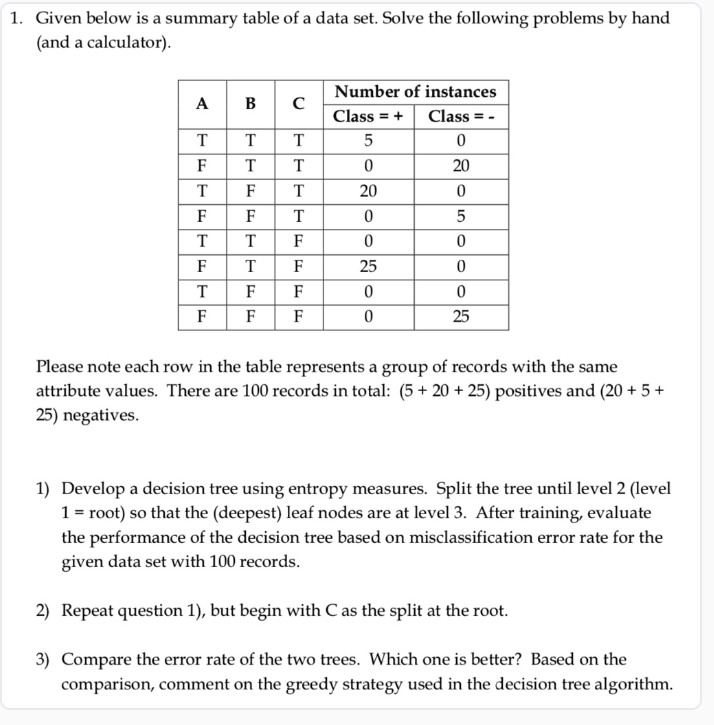 1. Given below is a summary table of a data set. Solve the following problems by hand
(and a calculator).
A B C Number of instances
Class = + Class = -
T T T 5 0
F T T 0 20
T F T 20 0
F F T 0 5
T T F 0 0
F T F 25 0
T F F 0 0
F F F 0 25
Please note each row in the table represents a group of records with the same
attribute values. There are 100 records in total: (5 + 20 + 25) positives and (20 + 5 +
25) negatives.
1) Develop a decision tree using entropy measures. Split the tree until level 2 (level
1 = root) so that the (deepest) leaf nodes are at level 3. After training, evaluate
the performance of the decision tree based on misclassification error rate for the
given data set with 100 records.
2) Repeat question 1), but begin with C as the split at the root.
3) Compare the error rate of the two trees. Which one is better? Based on the
comparison, comment on the greedy strategy used in the decision tree algorithm.